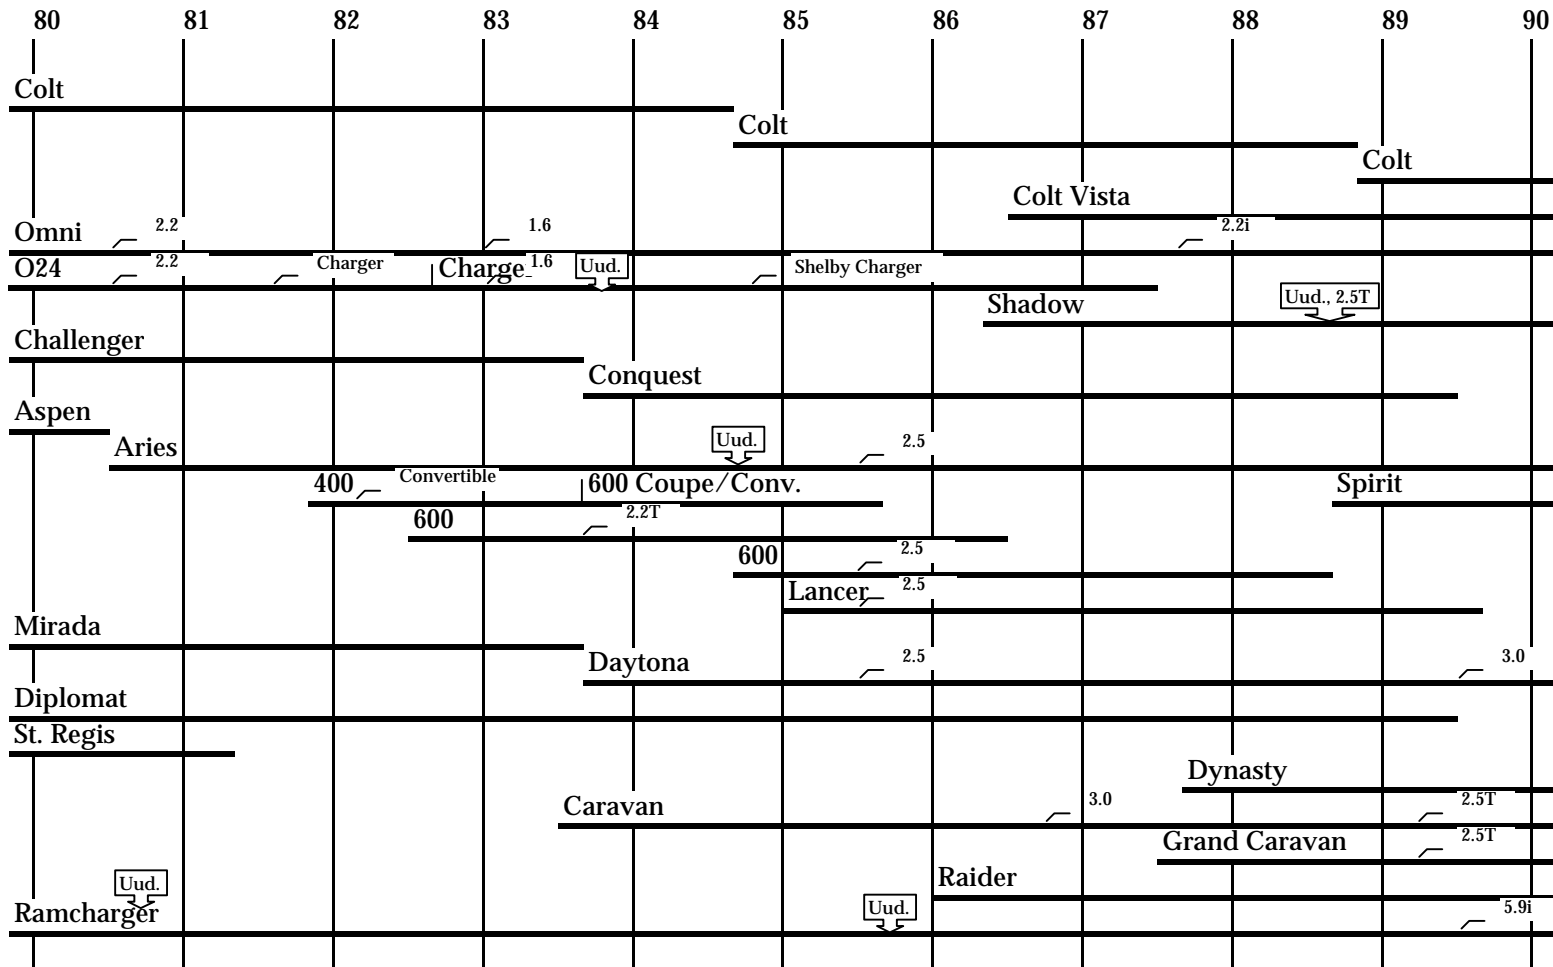 80 81 82 83 84 85 86 87 88 89 90
Colt
Colt
Colt
Colt Vista
Omni 2.2 1.6 2.2i
O24 2.2 Charger Charge 1.6 Uud. Shelby Charger
Shadow Uud., 2.5T
Challenger
Conquest
Aspen
Aries Uud. 2.5
400 Convertible 600 Coupe/Conv. Spirit
600 2.2T
600 2.5
Lancer 2.5
Mirada
Daytona 2.5 3.0
Diplomat
St. Regis
Dynasty
Caravan 3.0 2.5T
Grand Caravan 2.5T
Raider
Ramcharger Uud. Uud. 5.9i